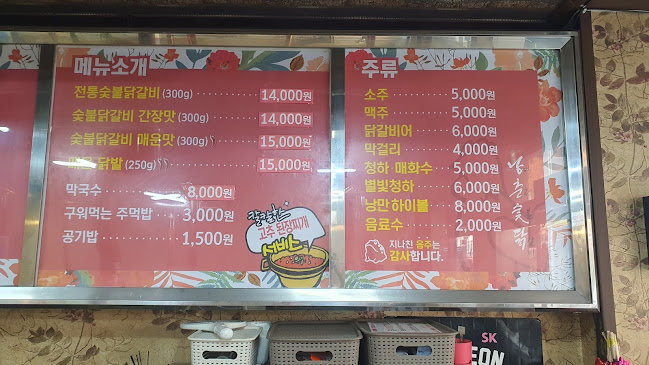 메뉴소개
전통숯불닭갈비(300g) 14,000원
숯불닭갈비 간장맛(300g) 14,000원
숯불닭갈비 매운맛(300g) 15,000원
닭발(250g) 15,000원
막국수 8,000원
구워먹는 주먹밥 3,000원
공기밥 1,500원
칼칼한
고추 된장찌개
서비스
주류
소주 5,000원
맥주 5,000원
닭갈비어 6,000원
막걸리 4,000원
청하 매화수 5,000원
별빛청하 6,000원
낭만하이볼 8,000원
음료수 2,000원
지나친 음주는
감사합니다.
SK